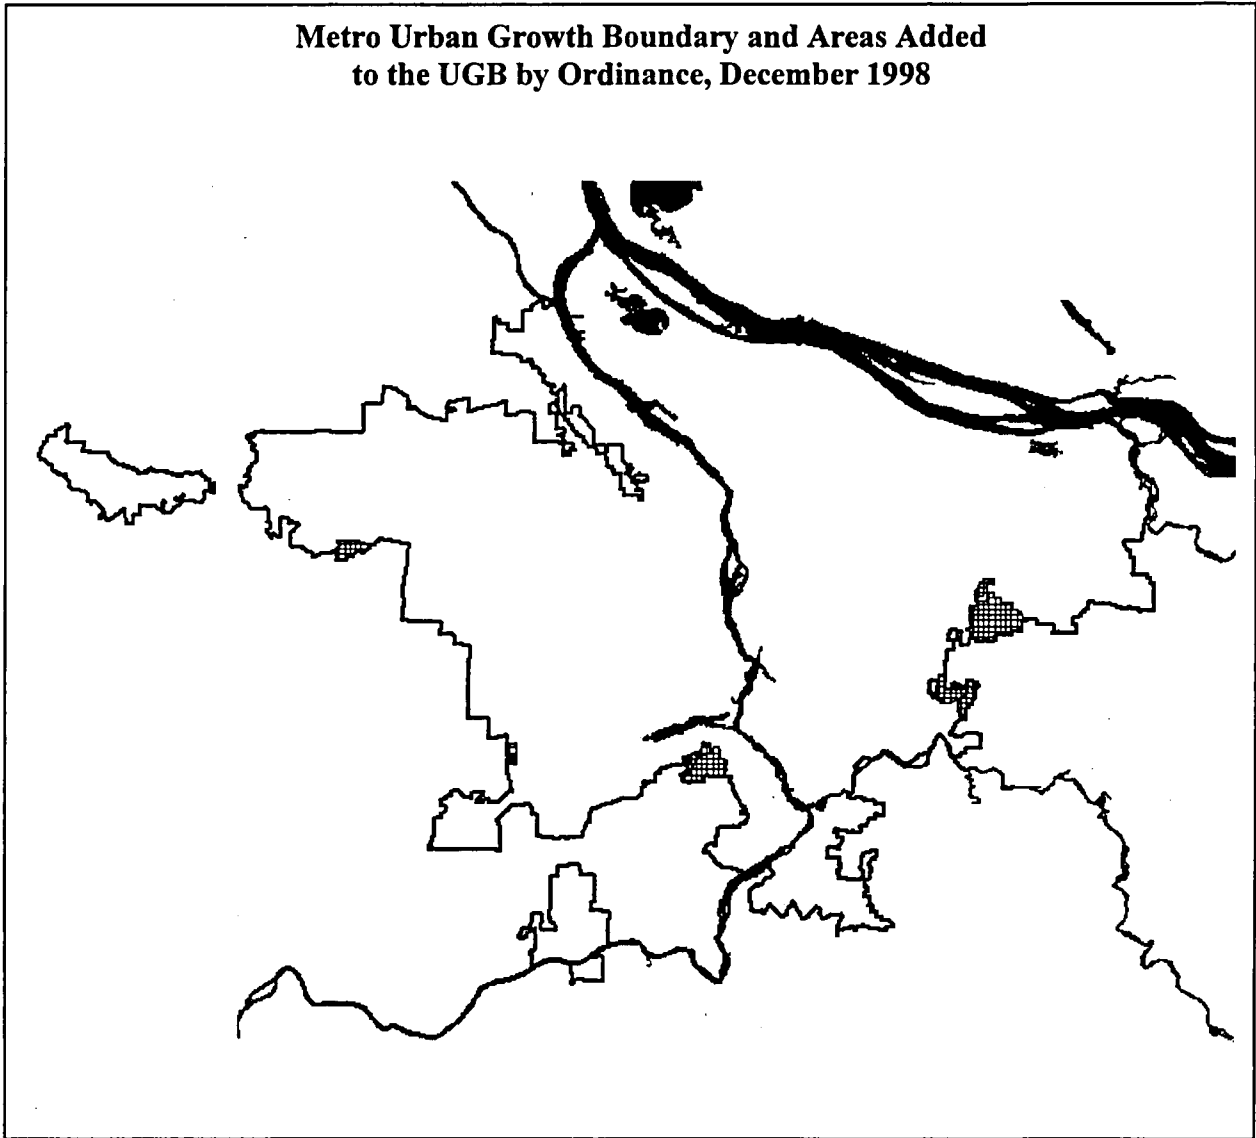 Metro Urban Growth Boundary and Areas Added
to the UGB by Ordinance, December 1998